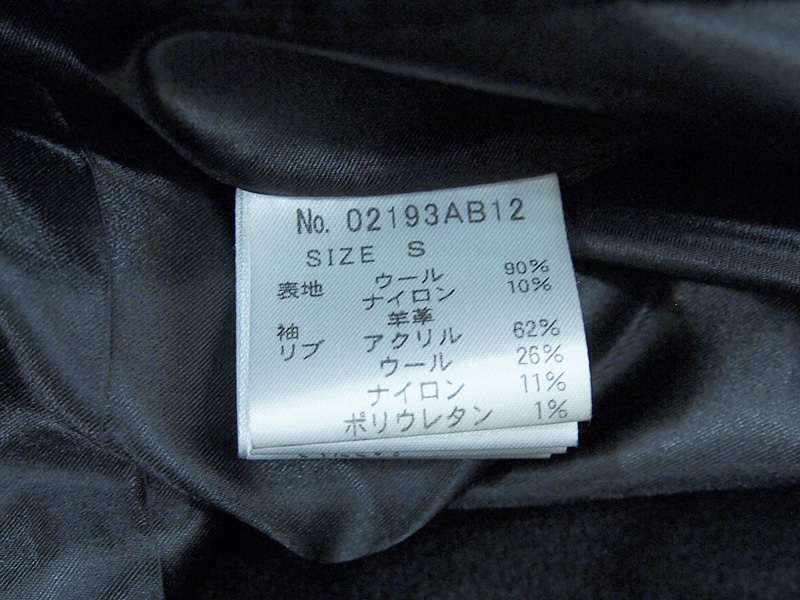 No. 02193AB12
SIZE S
表地 ウール 90%
ナイロン 10%
袖 羊革
リブ アクリル 62%
ウール 26%
ナイロン 11%
ポリウレタン 1%